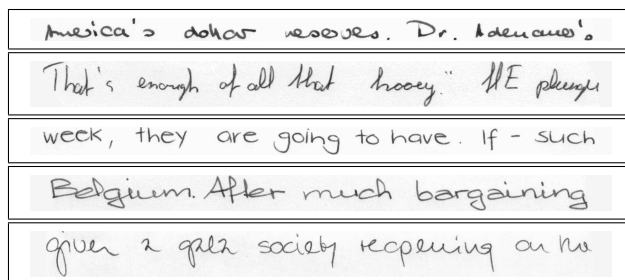 America's dollar reserves. Dr. Adenauer's
That's enough of all that hooey." HE plunge
week, they are going to have. If - such
Belgium. After much bargaining
given a gala society reopening on the